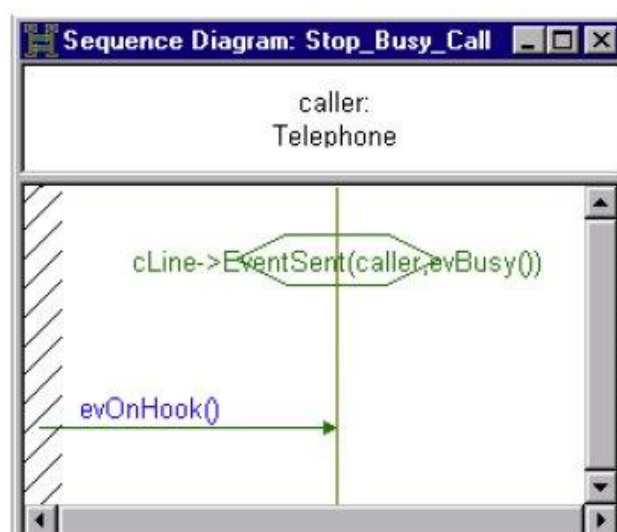 Sequence Diagram: Stop_Busy_Call
caller:
Telephone
cLine->EventSent(caller,evBusy())
evOnHook()